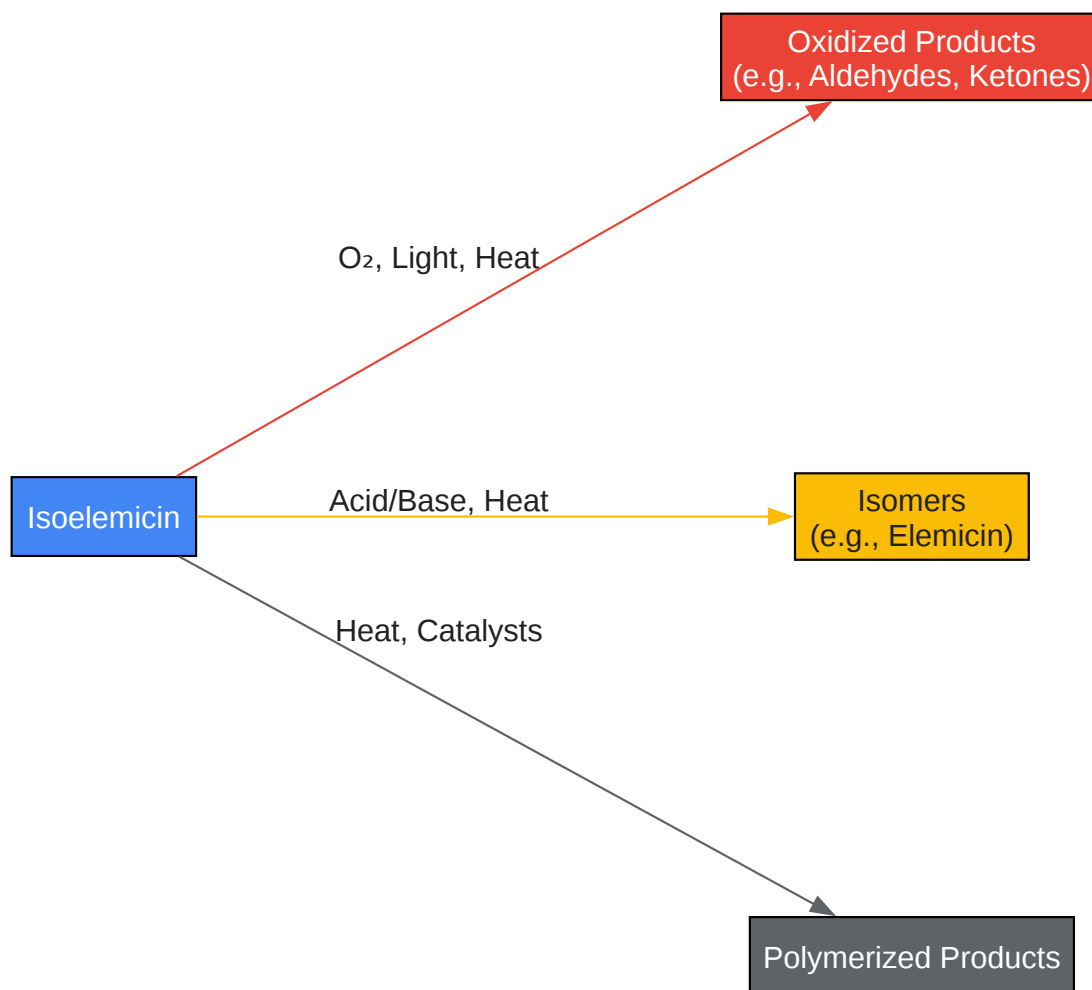 Oxidized Products
(e.g., Aldehydes, Ketones)
O₂, Light, Heat
Isoelemicin
Acid/Base, Heat
Isomers
(e.g., Elemicin)
Heat, Catalysts
Polymerized Products